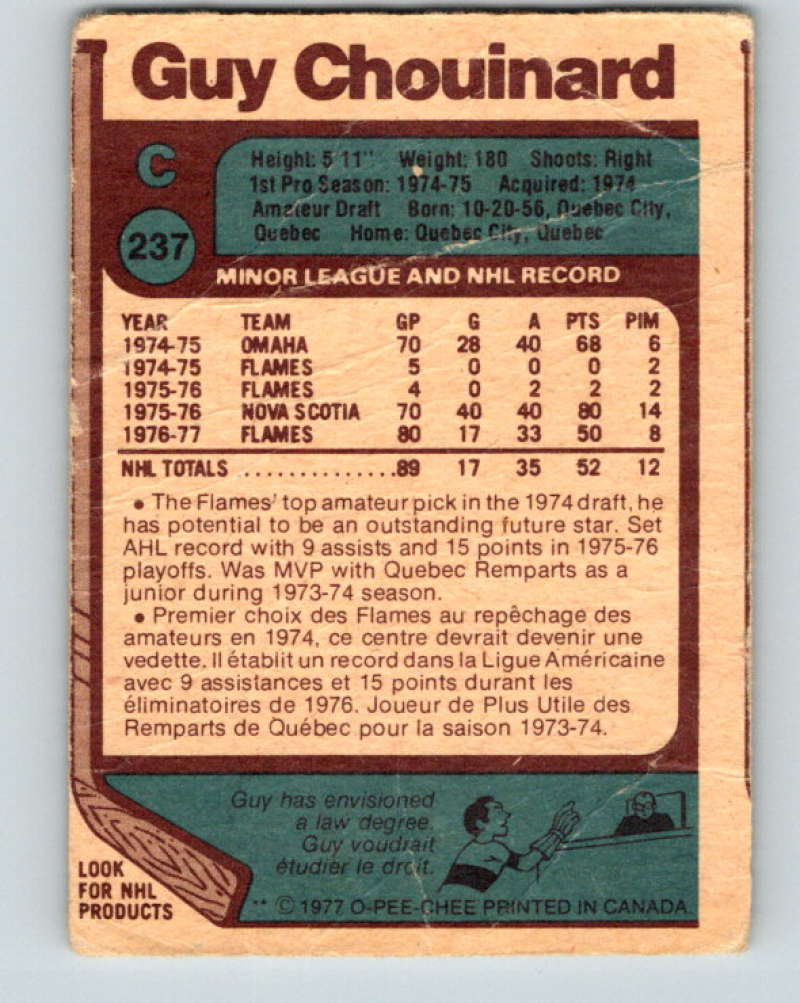 Guy Chouinard
C
237
Height: 5 11" Weight: 180 Shoots: Right
1st Pro Season: 1974-75 Acquired: 1974
Amateur Draft Born: 10-20-56, Quebec City,
Quebec Home: Quebec City, Quebec
MINOR LEAGUE AND NHL RECORD
YEAR TEAM GP G A PTS PIM
1974-75 OMAHA 70 28 40 68 6
1974-75 FLAMES 5 0 0 0 2
1975-76 FLAMES 4 0 2 2 2
1975-76 NOVA SCOTIA 70 40 40 80 14
1976-77 FLAMES 80 17 33 50 8
NHL TOTALS ..............89 17 35 52 12
• The Flames' top amateur pick in the 1974 draft, he
has potential to be an outstanding future star. Set
AHL record with 9 assists and 15 points in 1975-76
playoffs. Was MVP with Quebec Remparts as a
junior during 1973-74 season.
• Premier choix des Flames au repêchage des
amateurs en 1974, ce centre devrait devenir une
vedette. Il établit un record dans la Ligue Américaine
avec 9 assistances et 15 points durant les
éliminatoires de 1976. Joueur de Plus Utile des
Remparts de Québec pour la saison 1973-74.
Guy has envisioned
a law degree.
Guy voudrait
étudier le droit.
LOOK
FOR NHL
PRODUCTS
** © 1977 O-PEE-CHEE PRINTED IN CANADA